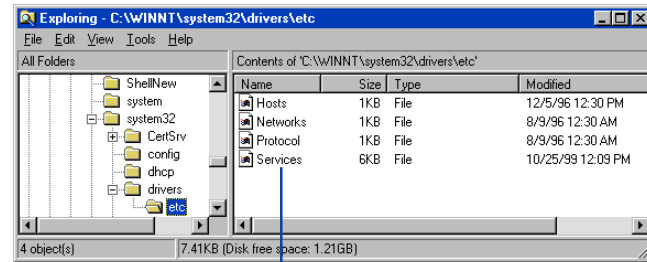 Exploring - C:\WINNT\system32\drivers\etc
File Edit View Tools Help
All Folders
Contents of 'C:\WINNT\system32\drivers\etc'
ShellNew
system
system32
CertSrv
config
dhcp
drivers
etc
Name Size Type Modified
Hosts 1KB File 12/5/96 12:30 PM
Networks 1KB File 8/9/96 12:30 AM
Protocol 1KB File 8/9/96 12:30 AM
Services 6KB File 10/25/99 12:09 PM
4 object(s) 7.41KB (Disk free space: 1.21GB)